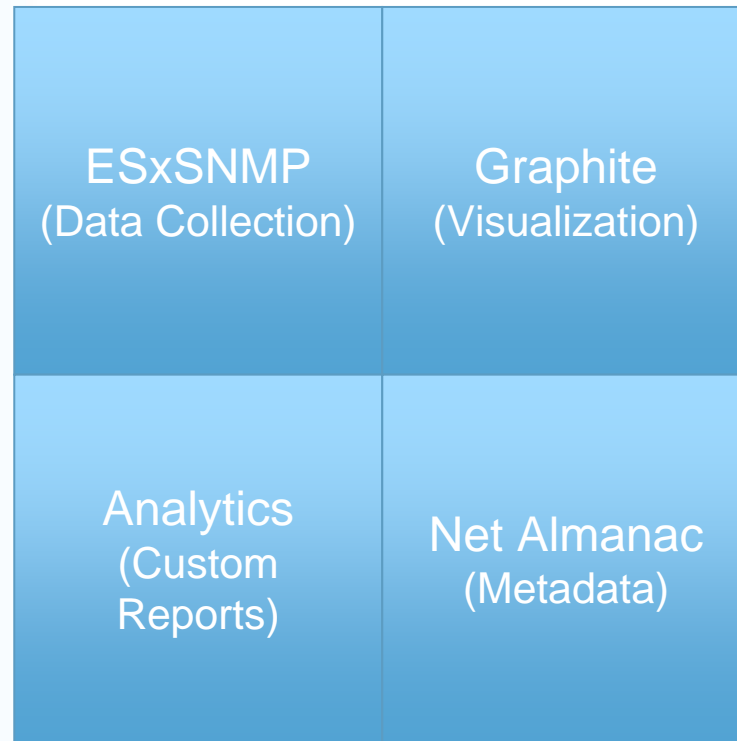 ESxSNMP
(Data Collection)
Graphite
(Visualization)
Analytics
(Custom
Reports)
Net Almanac
(Metadata)